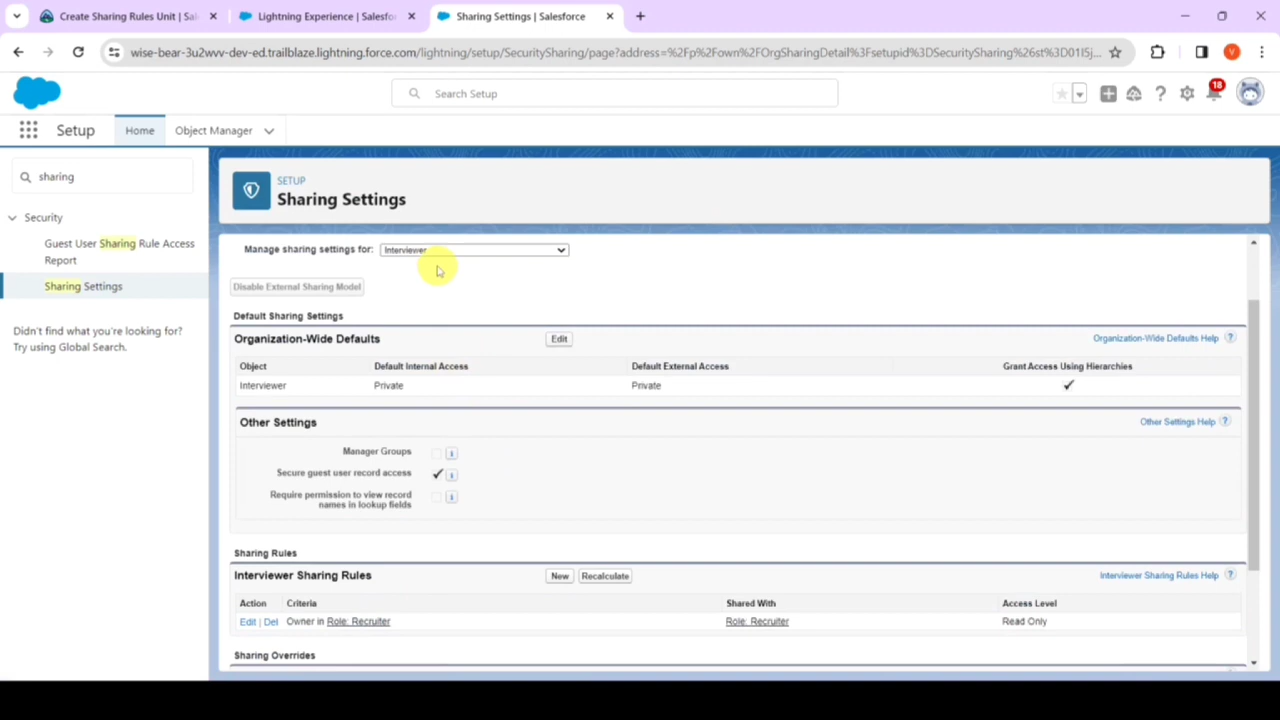 Create Sharing Rules Unit | Sal
Lightning Experience | Salesfor
Sharing Settings | Salesforce
wise-bear-3u2wvv-dev-ed.trailblaze.lightning.force.com/lightning/setup/SecuritySharing/page?address=%2Fp%2Fown%2FOrgSharingDetail%3Fsetupid%3DSecuritySharing%26st%3D01I5j...
V
Search Setup
18
Setup
Home
Object Manager
sharing
Security
Guest User Sharing Rule Access
Report
Sharing Settings
Didn't find what you're looking for?
Try using Global Search.
SETUP
Sharing Settings
Manage sharing settings for: Interviewer
Disable External Sharing Model
Default Sharing Settings
Organization-Wide Defaults Edit Organization-Wide Defaults Help ?
Object Default Internal Access Default External Access Grant Access Using Hierarchies
Interviewer Private Private
Other Settings Other Settings Help ?
Manager Groups i
Secure guest user record access i
Require permission to view record
names in lookup fields i
Sharing Rules
Interviewer Sharing Rules New Recalculate Interviewer Sharing Rules Help ?
Action Criteria Shared With Access Level
Edit | Del Owner in Role: Recruiter Role: Recruiter Read Only
Sharing Overrides